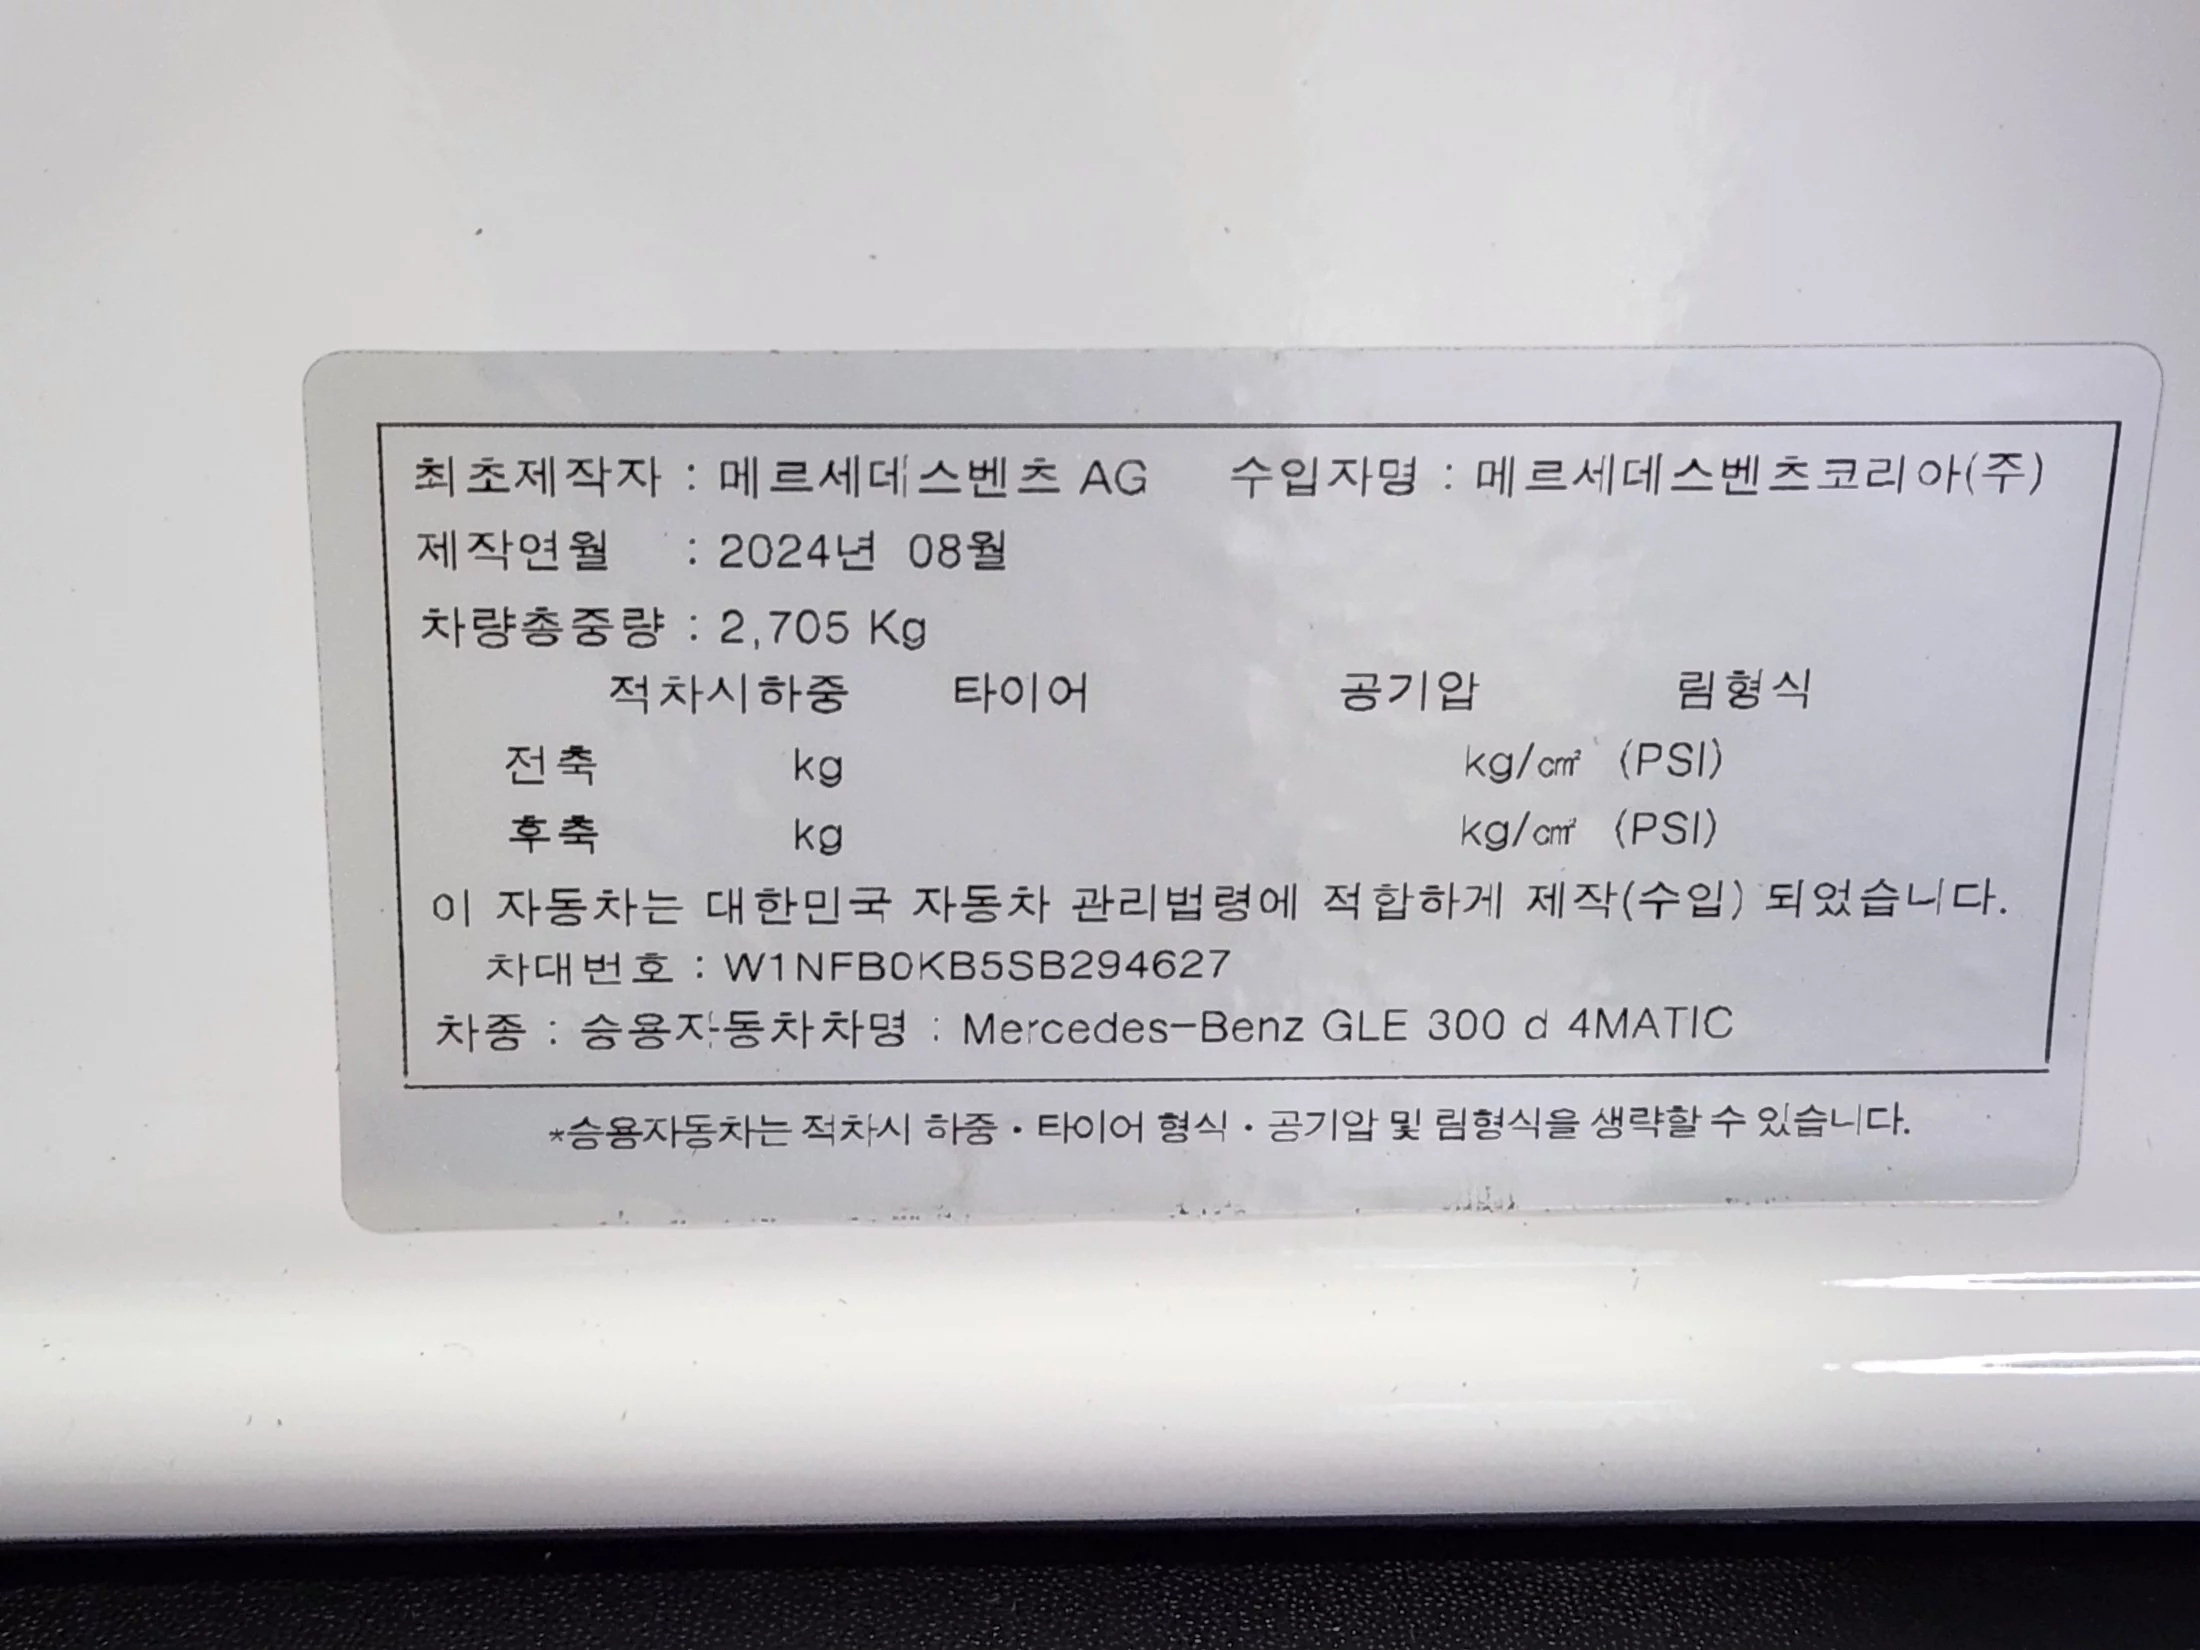 최초제작자 : 메르세데스벤츠 AG 수입자명 : 메르세데스벤츠코리아(주)
제작연월 : 2024년 08월
차량총중량 : 2,705 Kg
적차시하중 타이어 공기압 림형식
전축 kg kg/㎠ (PSI)
후축 kg kg/㎠ (PSI)
이 자동차는 대한민국 자동차 관리법령에 적합하게 제작(수입) 되었습니다.
차대번호 : W1NFB0KB5SB294627
차종 : 승용자동차차명 : Mercedes-Benz GLE 300 d 4MATIC
*승용자동차는 적차시 하중 · 타이어 형식 · 공기압 및 림형식을 생략할 수 있습니다.